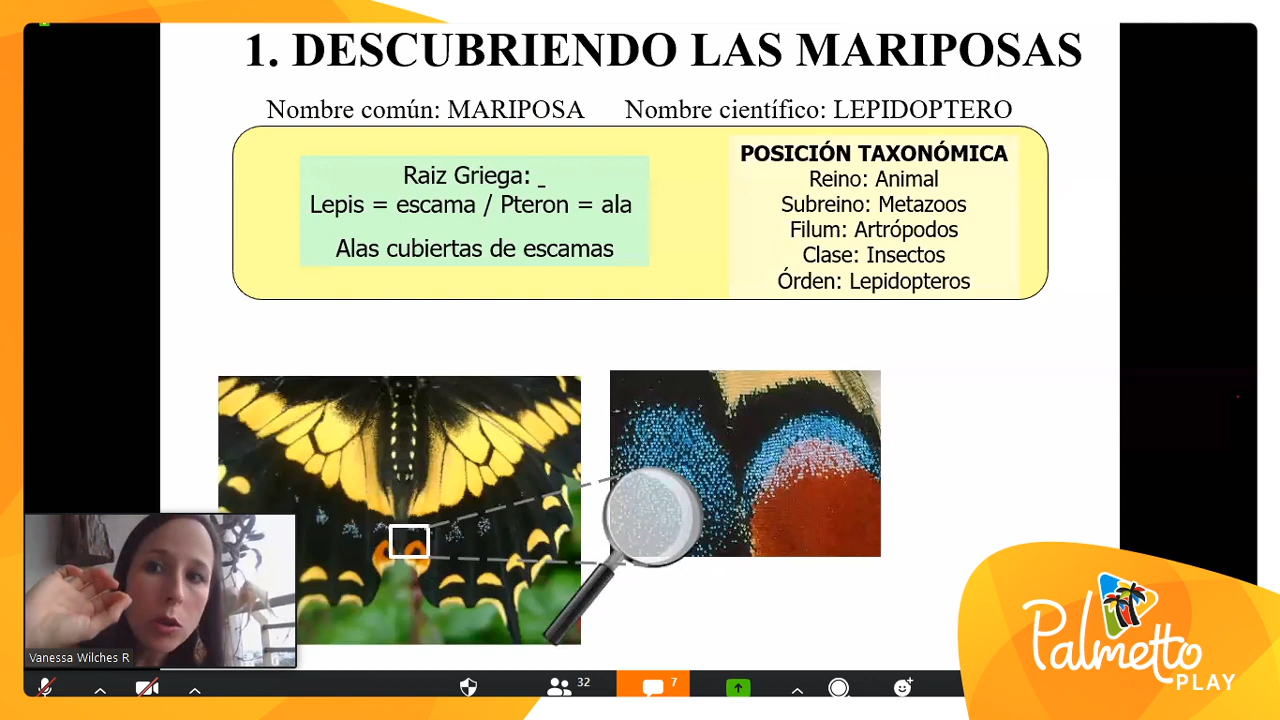 1. DESCUBRIENDO LAS MARIPOSAS
Nombre común: MARIPOSA Nombre científico: LEPIDOPTERO
Raiz Griega: _
Lepis = escama / Pteron = ala
Alas cubiertas de escamas
POSICIÓN TAXONÓMICA
Reino: Animal
Subreino: Metazoos
Filum: Artrópodos
Clase: Insectos
Órden: Lepidopteros
Vanessa Wilches R
32
7
Palmetto
PLAY